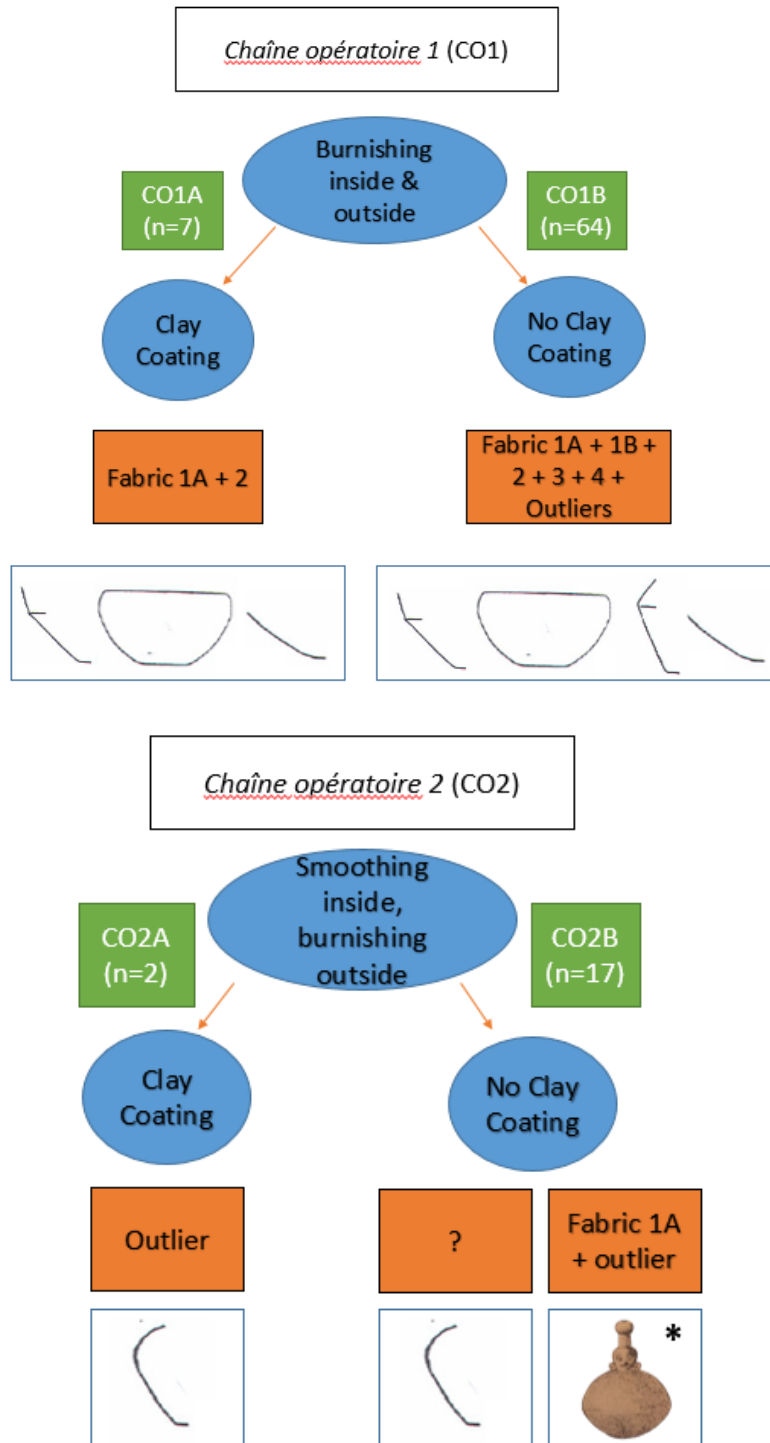 Chaîne opératoire 1 (CO1)
Burnishing
inside &
outside
CO1A
(n=7)
CO1B
(n=64)
Clay
Coating
No Clay
Coating
Fabric 1A + 2
Fabric 1A + 1B +
2 + 3 + 4 +
Outliers
Chaîne opératoire 2 (CO2)
Smoothing
inside,
burnishing
outside
CO2A
(n=2)
CO2B
(n=17)
Clay
Coating
No Clay
Coating
Outlier
?
Fabric 1A
+ outlier
*